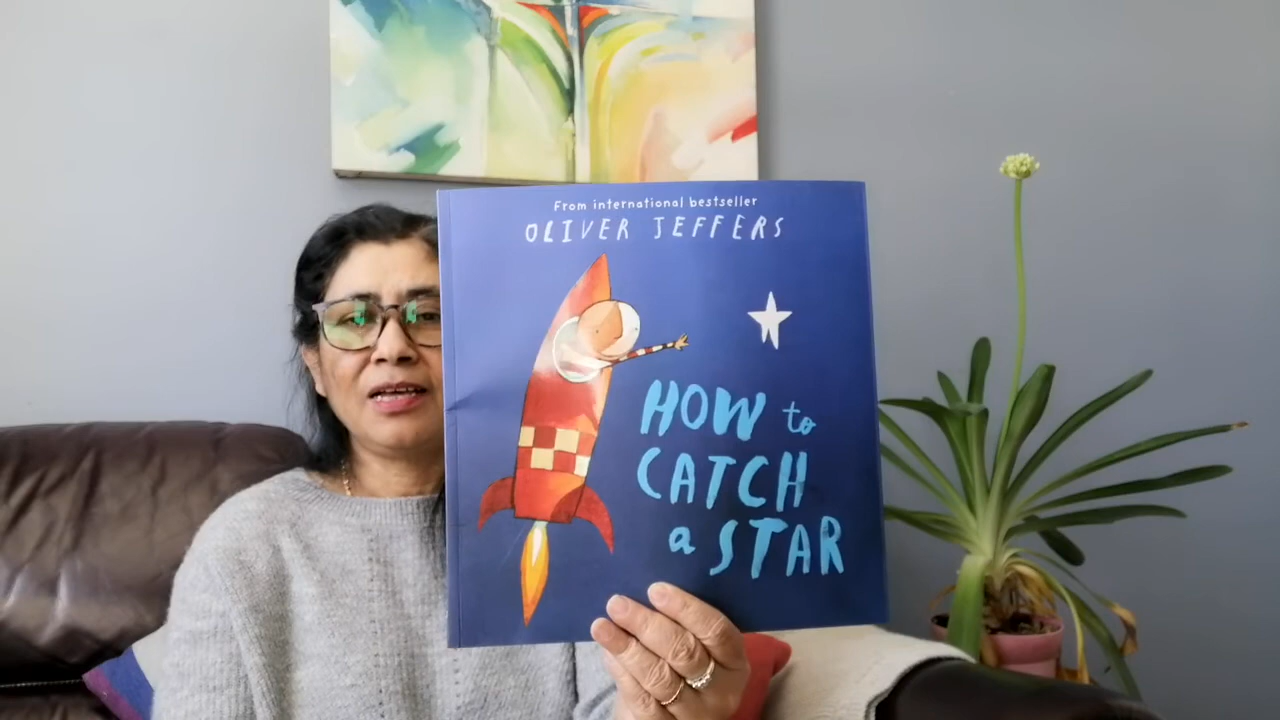 From international bestseller
OLIVER JEFFERS
HOW to
CATCH
a STAR